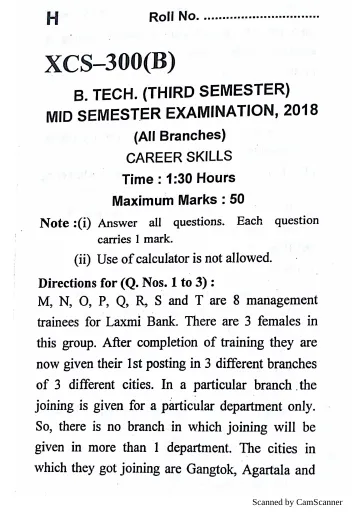 H Roll No. ................................
XCS–300(B)
B. TECH. (THIRD SEMESTER)
MID SEMESTER EXAMINATION, 2018
(All Branches)
CAREER SKILLS
Time : 1:30 Hours
Maximum Marks : 50
Note :(i) Answer all questions. Each question
carries 1 mark.
(ii) Use of calculator is not allowed.
Directions for (Q. Nos. 1 to 3) :
M, N, O, P, Q, R, S and T are 8 management
trainees for Laxmi Bank. There are 3 females in
this group. After completion of training they are
now given their 1st posting in 3 different branches
of 3 different cities. In a particular branch the
joining is given for a particular department only.
So, there is no branch in which joining will be
given in more than 1 department. The cities in
which they got joining are Gangtok, Agartala and
Scanned by CamScanner